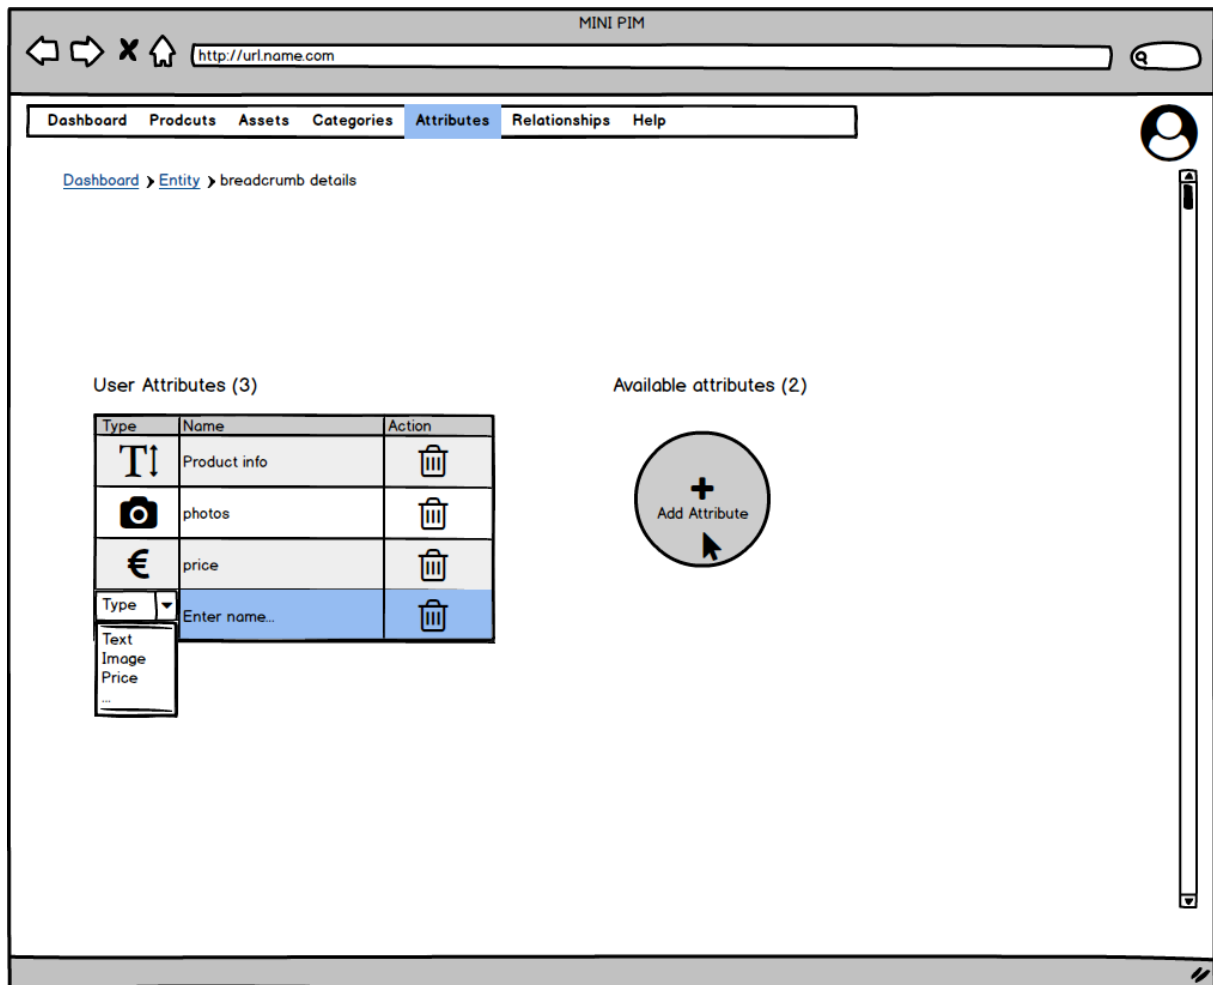 MINI PIM
http://url.name.com
Dashboard Prodcuts Assets Categories Attributes Relationships Help
Dashboard > Entity > breadcrumb details
User Attributes (3)
Available attributes (2)
Type Name Action
T Product info
photos
€ price
Type Enter name...
Text
Image
Price
...
+
Add Attribute